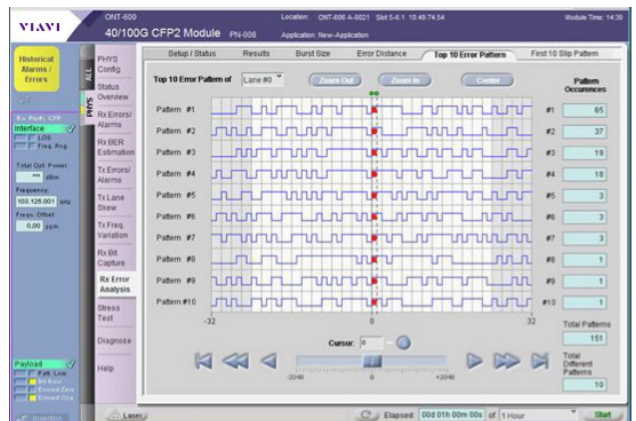 VIAVI
ONT-600
40/100G CFP2 Module PN-008
Location: ONT-606 A-0021 Slot 5-6.1 10.49.74.54
Application: New-Application
Module Time: 14:30
Historical
Alarms /
Errors
Rx Port: CFP
Interface
LOS
Freq. Rng.
Total Opt. Power:
*** dBm
Frequency:
103.125.001 kHz
Frequ. Offset
0,00 ppm
Payload
Patt. Loss
Bit Error
Errored Zero
Errored One
Insertion
ALL
PHYS
PHYS
Config.
Status
Overview
Rx Errors/
Alarms
Rx BER
Estimation
Tx Errors/
Alarms
Tx Lane
Skew
Tx Freq.
Variation
Rx Bit
Capture
Rx Error
Analysis
Stress
Test
Diagnose
Help
Setup / Status Results Burst Size Error Distance Top 10 Error Pattern First 10 Slip Pattern
Top 10 Error Pattern of Lane #0 Zoom Out Zoom In Center Pattern
Occurences
Pattern #1 #1 65
Pattern #2 #2 37
Pattern #3 #3 19
Pattern #4 #4 18
Pattern #5 #5 3
Pattern #6 #6 3
Pattern #7 #7 3
Pattern #8 #8 1
Pattern #9 #9 1
Pattern #10 #10 1
-32 0 32
Total Patterns
151
Cursor: 0
-2048 0 +2048
Total
Different
Patterns
10
Laser
Elapsed: 00d 01h 00m 00s of 1 Hour Start